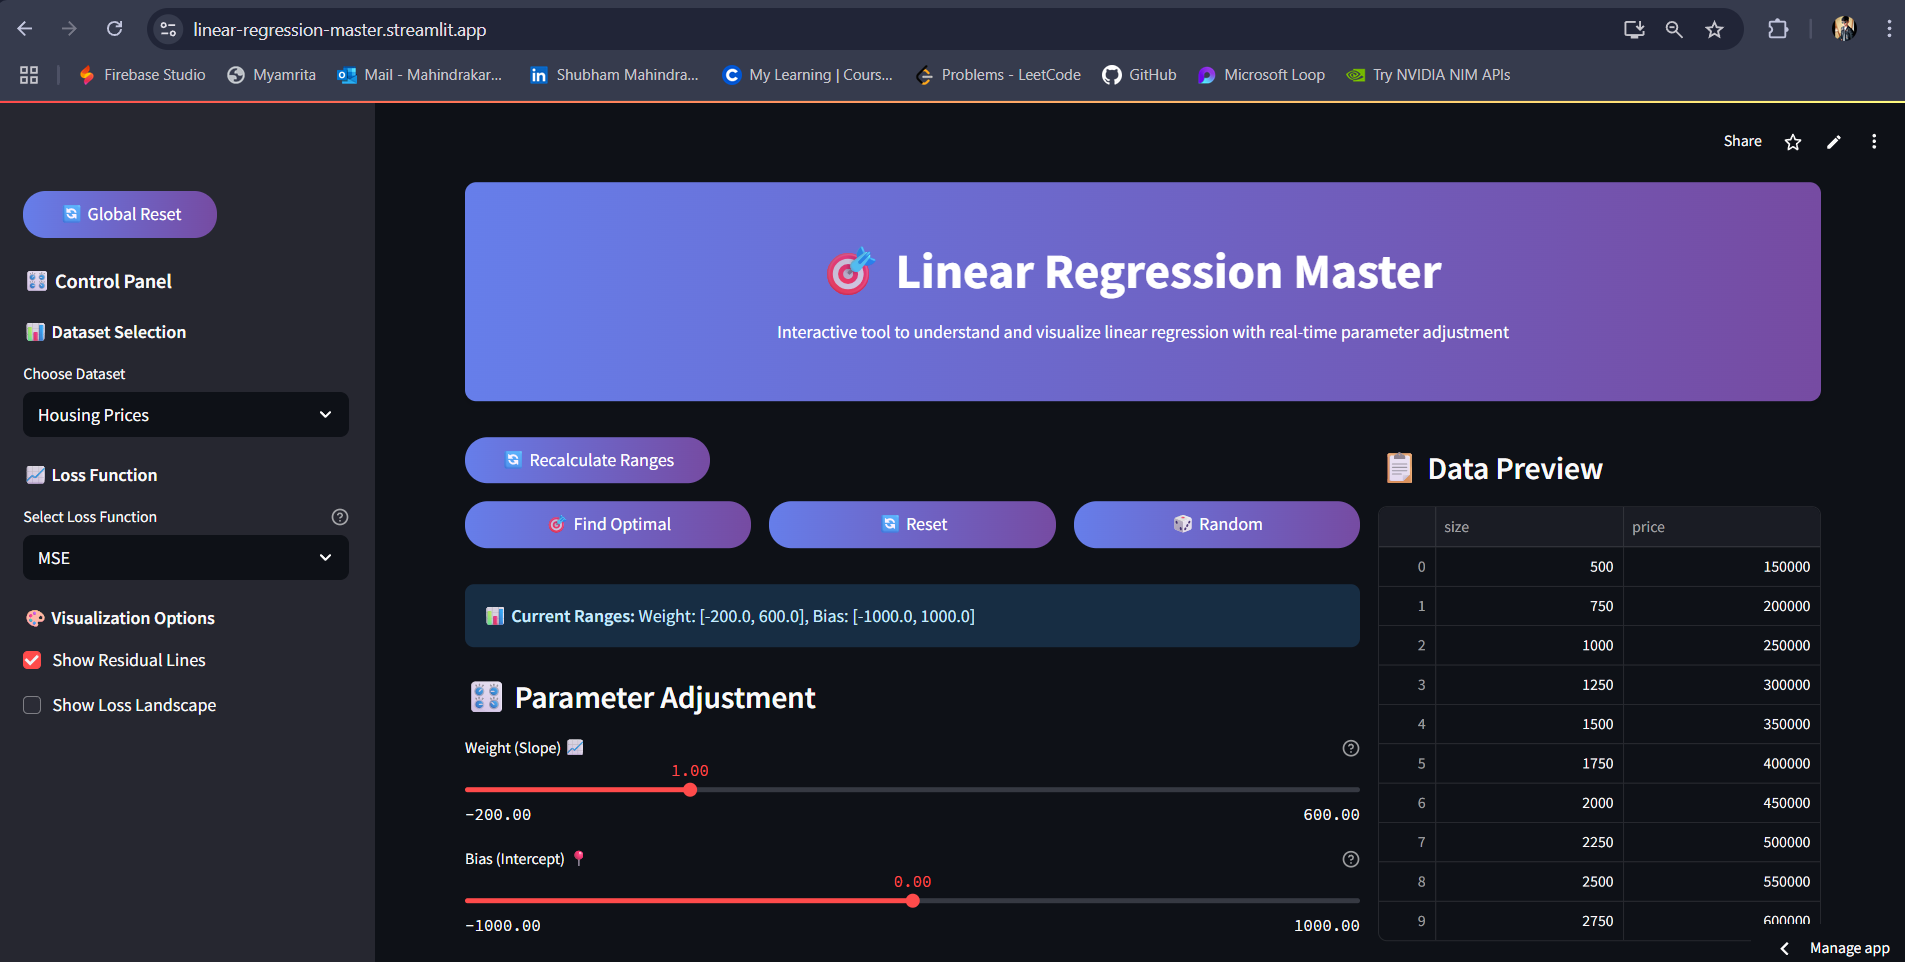 linear-regression-master.streamlit.app
Firebase Studio
Myamrita
Mail - Mahindrakar...
Shubham Mahindra...
My Learning | Cours...
Problems - LeetCode
GitHub
Microsoft Loop
Try NVIDIA NIM APIs
Share
Global Reset
Control Panel
Dataset Selection
Choose Dataset
Housing Prices
Loss Function
Select Loss Function
MSE
Visualization Options
Show Residual Lines
Show Loss Landscape
Linear Regression Master
Interactive tool to understand and visualize linear regression with real-time parameter adjustment
Recalculate Ranges
Find Optimal
Reset
Random
Current Ranges: Weight: [-200.0, 600.0], Bias: [-1000.0, 1000.0]
Parameter Adjustment
Weight (Slope)
1.00
-200.00 600.00
Bias (Intercept)
0.00
-1000.00 1000.00
Data Preview
size price
0 500 150000
1 750 200000
2 1000 250000
3 1250 300000
4 1500 350000
5 1750 400000
6 2000 450000
7 2250 500000
8 2500 550000
9 2750 600000
Manage app